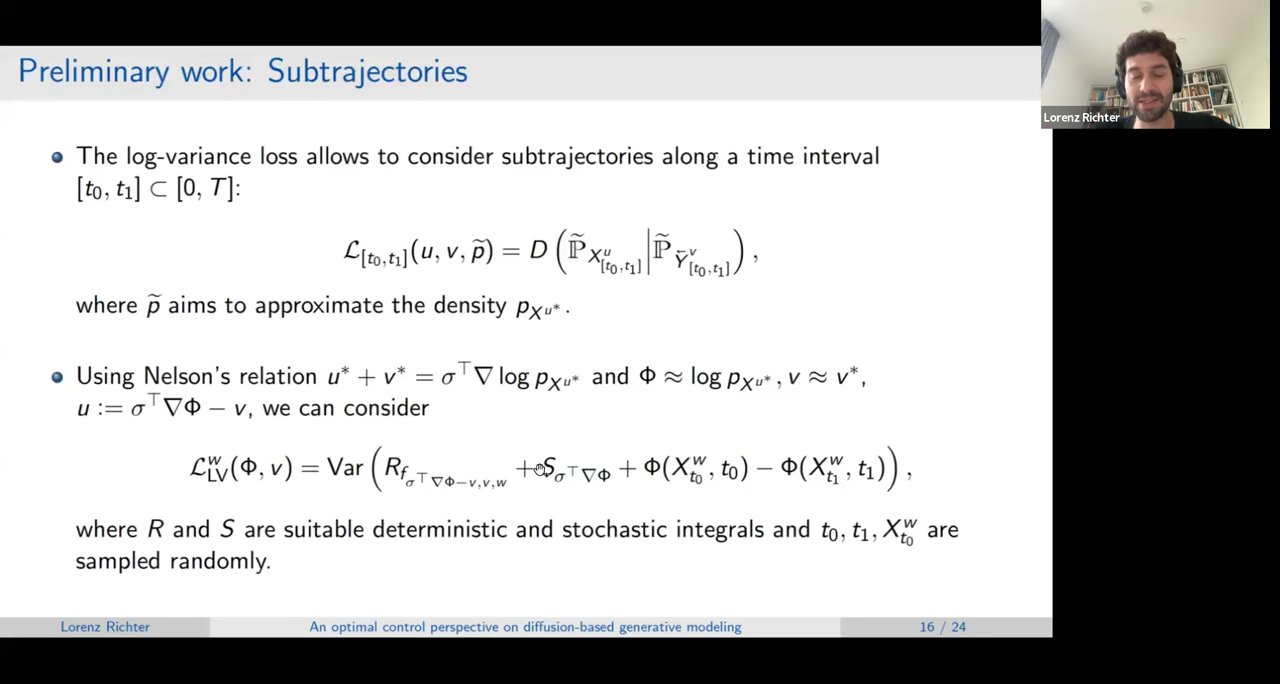 Preliminary work: Subtrajectories
Lorenz Richter
The log-variance loss allows to consider subtrajectories along a time interval
[t₀, t₁] ⊂ [0, T]:
ℒ_{[t₀,t₁]}(u, v, p̃) = D(ℙ̃_{X^u_{[t₀,t₁]}} | ℙ̃_{Ȳ^v_{[t₀,t₁]}}),
where p̃ aims to approximate the density p_{X^{u*}}.
Using Nelson's relation u* + v* = σ^⊤∇ log p_{X^{u*}} and Φ ≈ log p_{X^{u*}}, v ≈ v*,
u := σ^⊤∇Φ − v, we can consider
ℒ^w_{LV}(Φ, v) = Var(R_{f_{σ^⊤∇Φ−v,v,w}} + S_{σ^⊤∇Φ} + Φ(X^w_{t₀}, t₀) − Φ(X^w_{t₁}, t₁)),
where R and S are suitable deterministic and stochastic integrals and t₀, t₁, X^w_{t₀} are
sampled randomly.
Lorenz Richter
An optimal control perspective on diffusion-based generative modeling
16 / 24